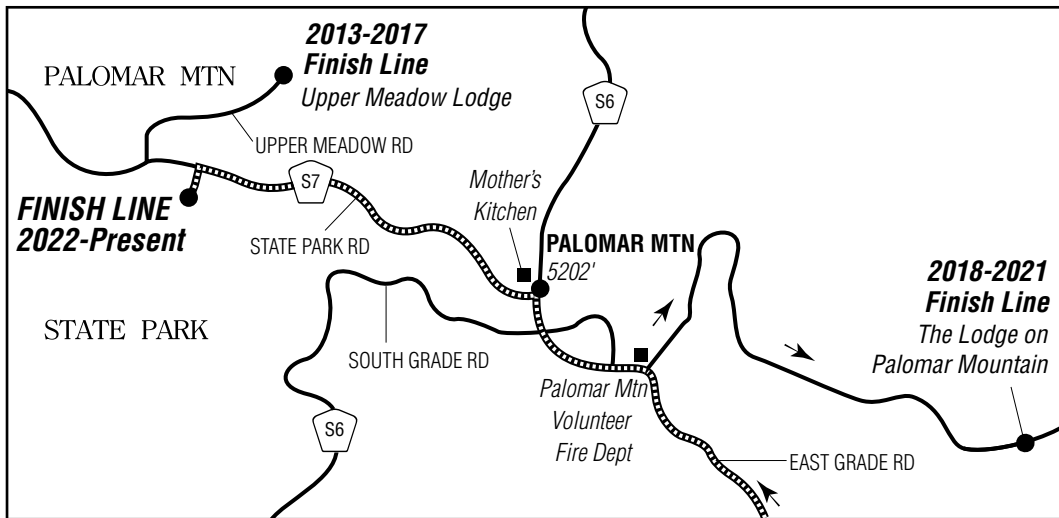 2013-2017
Finish Line
Upper Meadow Lodge
PALOMAR MTN
S6
UPPER MEADOW RD
S7
Mother's
Kitchen
FINISH LINE
2022-Present
STATE PARK RD
PALOMAR MTN
5202'
2018-2021
Finish Line
The Lodge on
Palomar Mountain
STATE PARK
SOUTH GRADE RD
Palomar Mtn
Volunteer
Fire Dept
S6
EAST GRADE RD